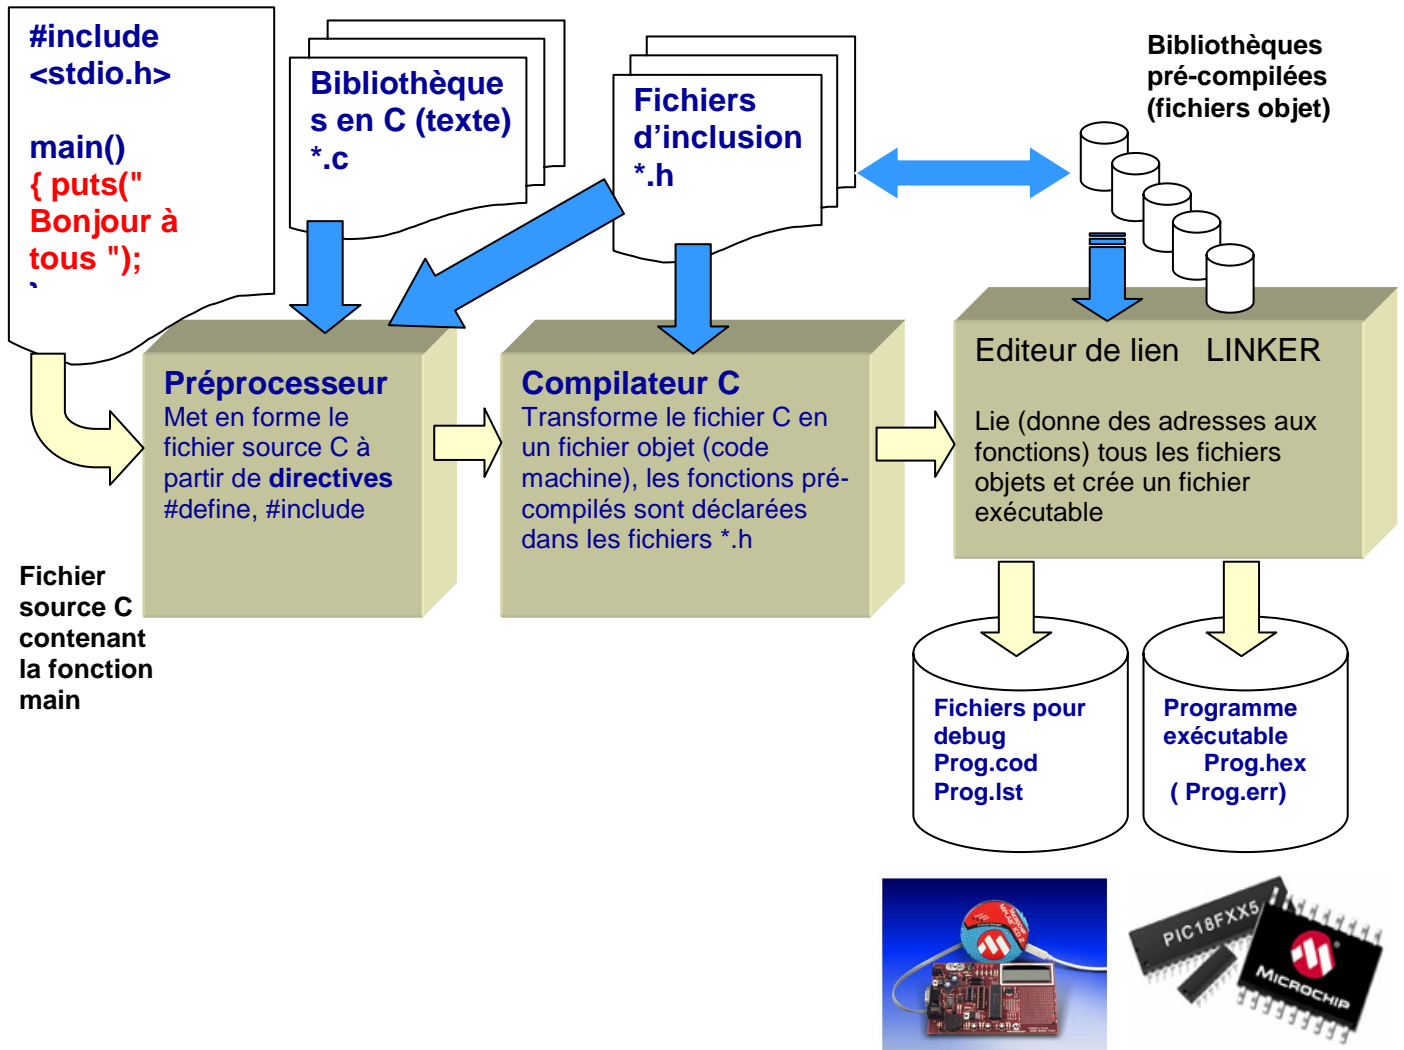 #include
<stdio.h>
main()
{ puts("
Bonjour à
tous ");
Bibliothèque
s en C (texte)
*.c
Fichiers
d'inclusion
*.h
Bibliothèques
pré-compilées
(fichiers objet)
Préprocesseur
Met en forme le
fichier source C à
partir de directives
#define, #include
Compilateur C
Transforme le fichier C en
un fichier objet (code
machine), les fonctions pré-
compilés sont déclarées
dans les fichiers *.h
Editeur de lien LINKER
Lie (donne des adresses aux
fonctions) tous les fichiers
objets et crée un fichier
exécutable
Fichier
source C
contenant
la fonction
main
Fichiers pour
debug
Prog.cod
Prog.lst
Programme
exécutable
Prog.hex
( Prog.err)
PIC18FXX5
MICROCHIP